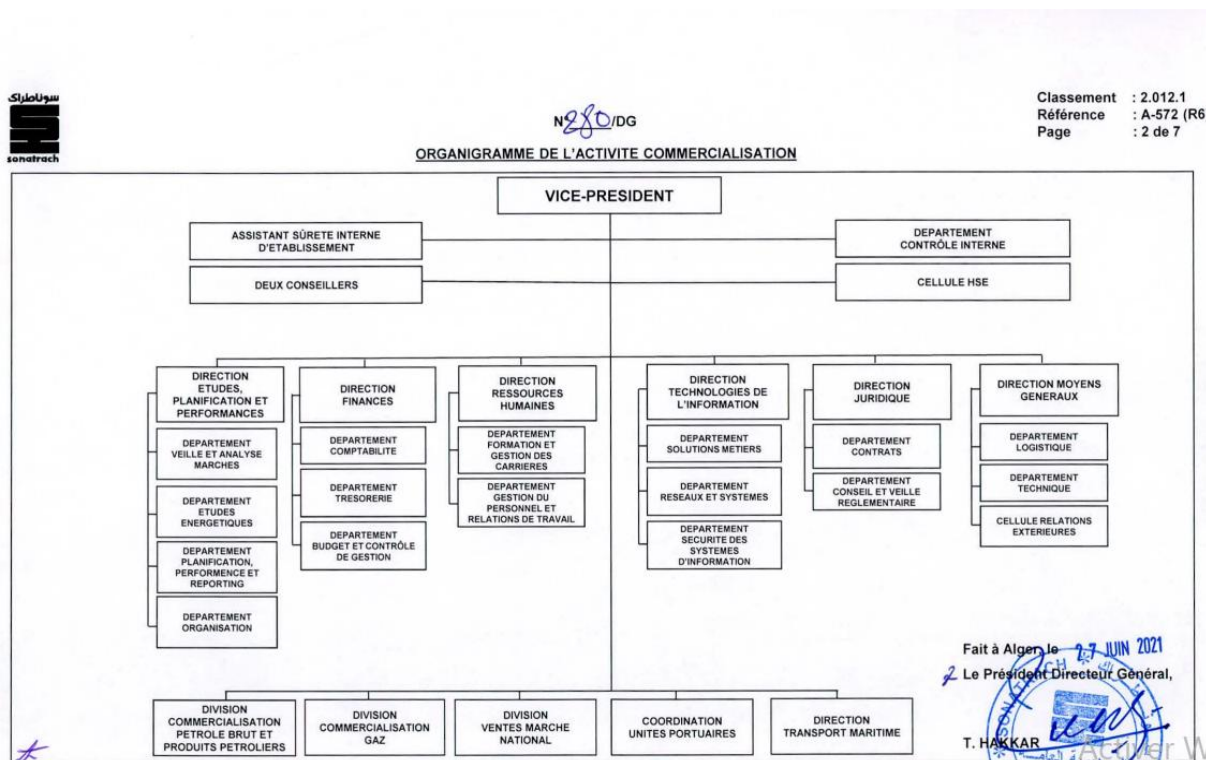 سوناطراك
sonatrach
N° 280/DG
Classement : 2.012.1
Référence : A-572 (R6
Page : 2 de 7
ORGANIGRAMME DE L'ACTIVITE COMMERCIALISATION
VICE-PRESIDENT
ASSISTANT SÛRETE INTERNE
D'ETABLISSEMENT
DEPARTEMENT
CONTRÔLE INTERNE
DEUX CONSEILLERS
CELLULE HSE
DIRECTION
ETUDES,
PLANIFICATION ET
PERFORMANCES
DEPARTEMENT
VEILLE ET ANALYSE
MARCHES
DEPARTEMENT
ETUDES
ENERGETIQUES
DEPARTEMENT
PLANIFICATION,
PERFORMENCE ET
REPORTING
DEPARTEMENT
ORGANISATION
DIRECTION
FINANCES
DEPARTEMENT
COMPTABILITE
DEPARTEMENT
TRESORERIE
DEPARTEMENT
BUDGET ET CONTRÔLE
DE GESTION
DIRECTION
RESSOURCES
HUMAINES
DEPARTEMENT
FORMATION ET
GESTION DES
CARRIERES
DEPARTEMENT
GESTION DU
PERSONNEL ET
RELATIONS DE TRAVAIL
DIRECTION
TECHNOLOGIES DE
L'INFORMATION
DEPARTEMENT
SOLUTIONS METIERS
DEPARTEMENT
RESEAUX ET SYSTEMES
DEPARTEMENT
SECURITE DES
SYSTEMES
D'INFORMATION
DIRECTION
JURIDIQUE
DEPARTEMENT
CONTRATS
DEPARTEMENT
CONSEIL ET VEILLE
REGLEMENTAIRE
DIRECTION MOYENS
GENERAUX
DEPARTEMENT
LOGISTIQUE
DEPARTEMENT
TECHNIQUE
CELLULE RELATIONS
EXTERIEURES
DIVISION
COMMERCIALISATION
PETROLE BRUT ET
PRODUITS PETROLIERS
DIVISION
COMMERCIALISATION
GAZ
DIVISION
VENTES MARCHE
NATIONAL
COORDINATION
UNITES PORTUAIRES
DIRECTION
TRANSPORT MARITIME
Fait à Alger, le 27 JUIN 2021
Le Président Directeur Général,
SONATRACH
T. HAKKAR
Activer W